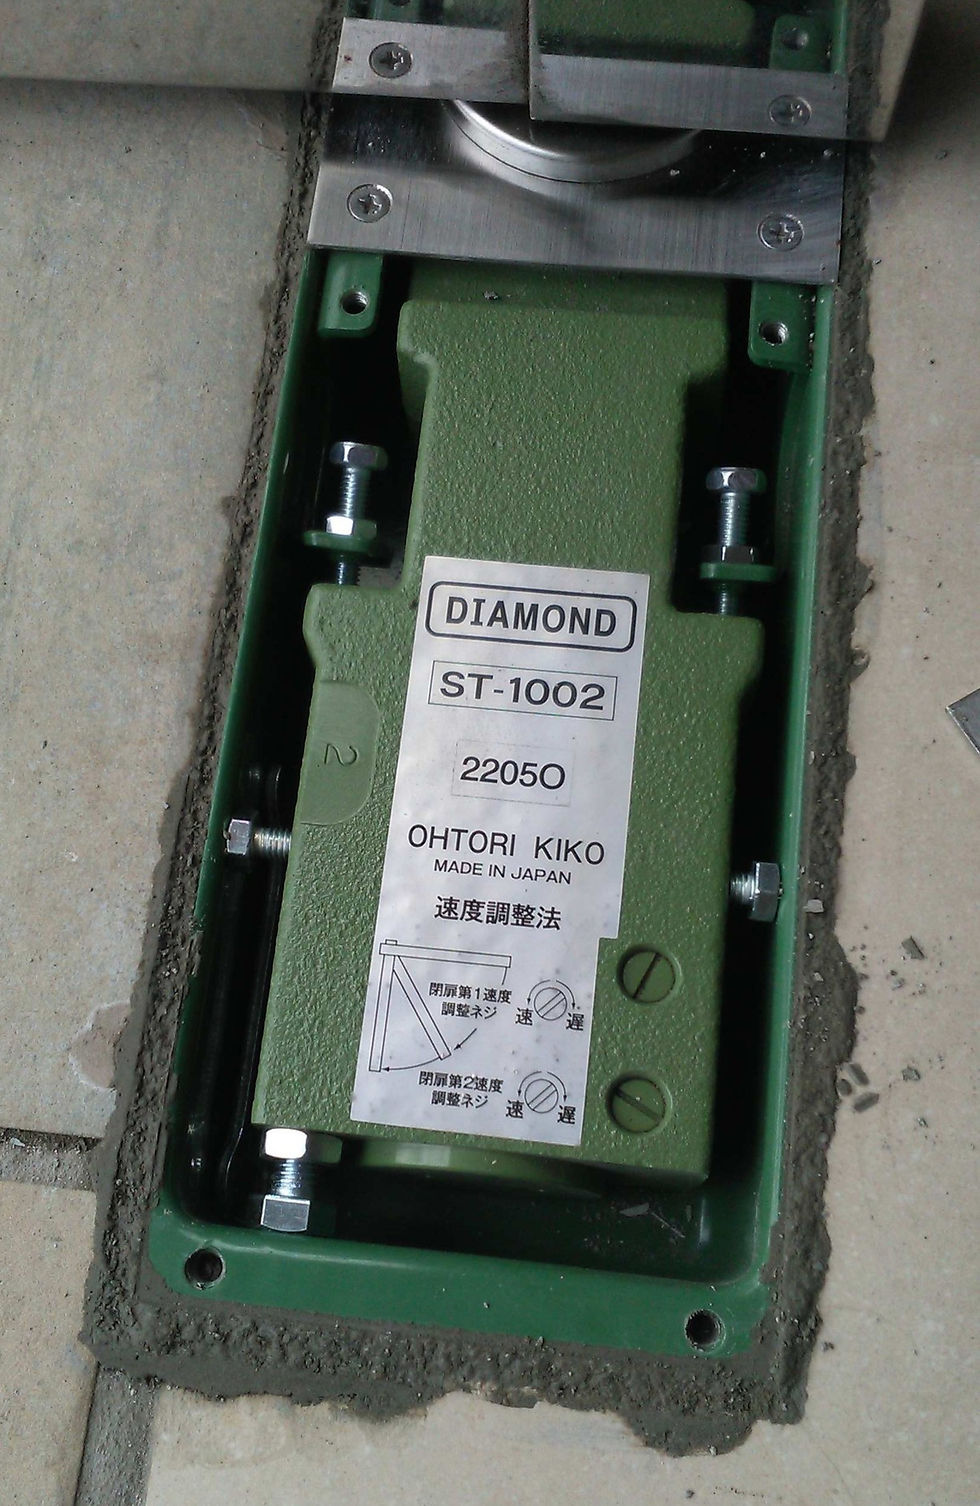 DIAMOND
ST-1002
22050
OHTORI KIKO
MADE IN JAPAN
速度調整法
閉扉第1速度
調整ネジ
速 遅
閉扉第2速度
調整ネジ
速 遅
2